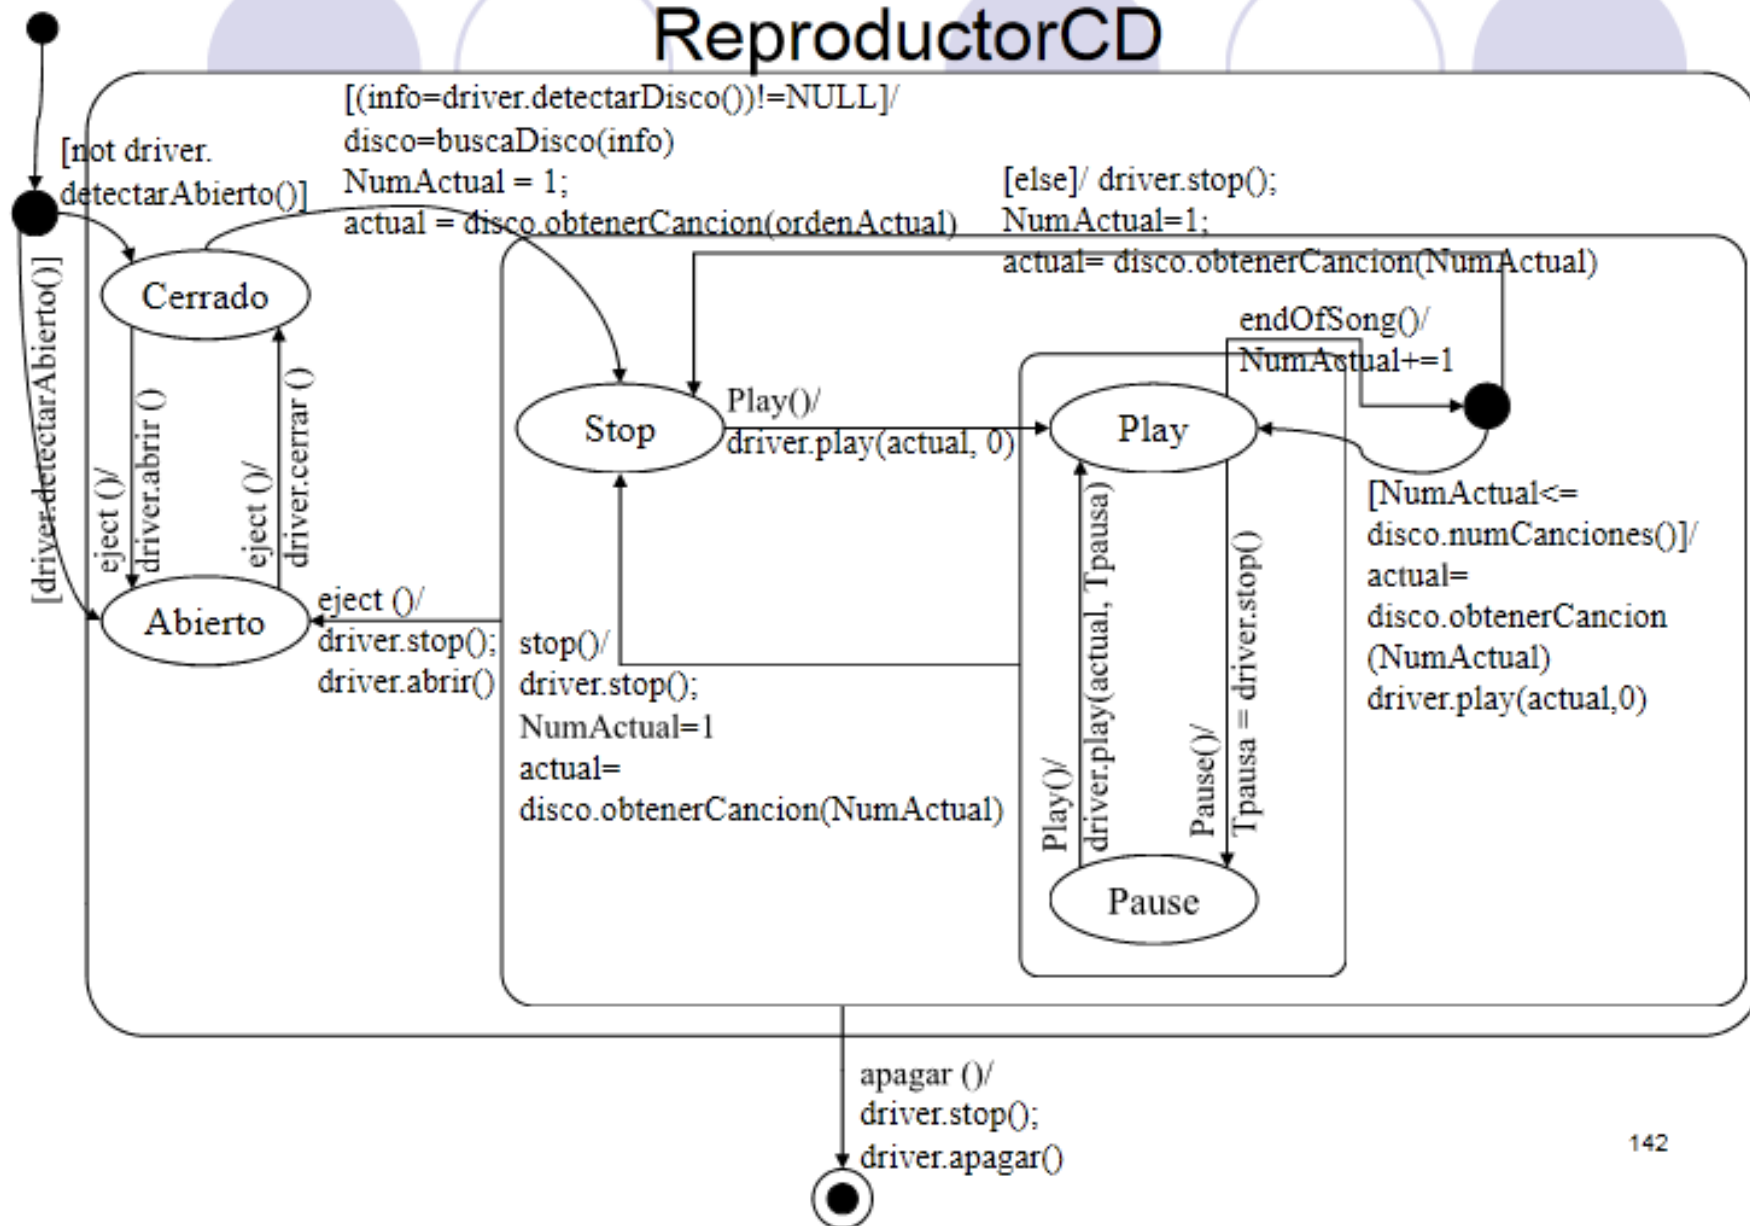 ReproductorCD
[(info=driver.detectarDisco())!=NULL]/
disco=buscaDisco(info)
NumActual = 1;
actual = disco.obtenerCancion(ordenActual)
[not driver.
detectarAbierto()]
[else]/ driver.stop();
NumActual=1;
actual= disco.obtenerCancion(NumActual)
[driver.detectarAbierto()]
Cerrado
endOfSong()/
NumActual+=1
eject ()/
driver.abrir ()
eject ()/
driver.cerrar ()
Stop
Play()/
driver.play(actual, 0)
Play
[NumActual<=
disco.numCanciones()]/
actual=
disco.obtenerCancion
(NumActual)
driver.play(actual,0)
Abierto
eject ()/
driver.stop();
driver.abrir()
stop()/
driver.stop();
NumActual=1
actual=
disco.obtenerCancion(NumActual)
Play()/
driver.play(actual, Tpausa)
Pause()/
Tpausa = driver.stop()
Pause
apagar ()/
driver.stop();
driver.apagar()
142